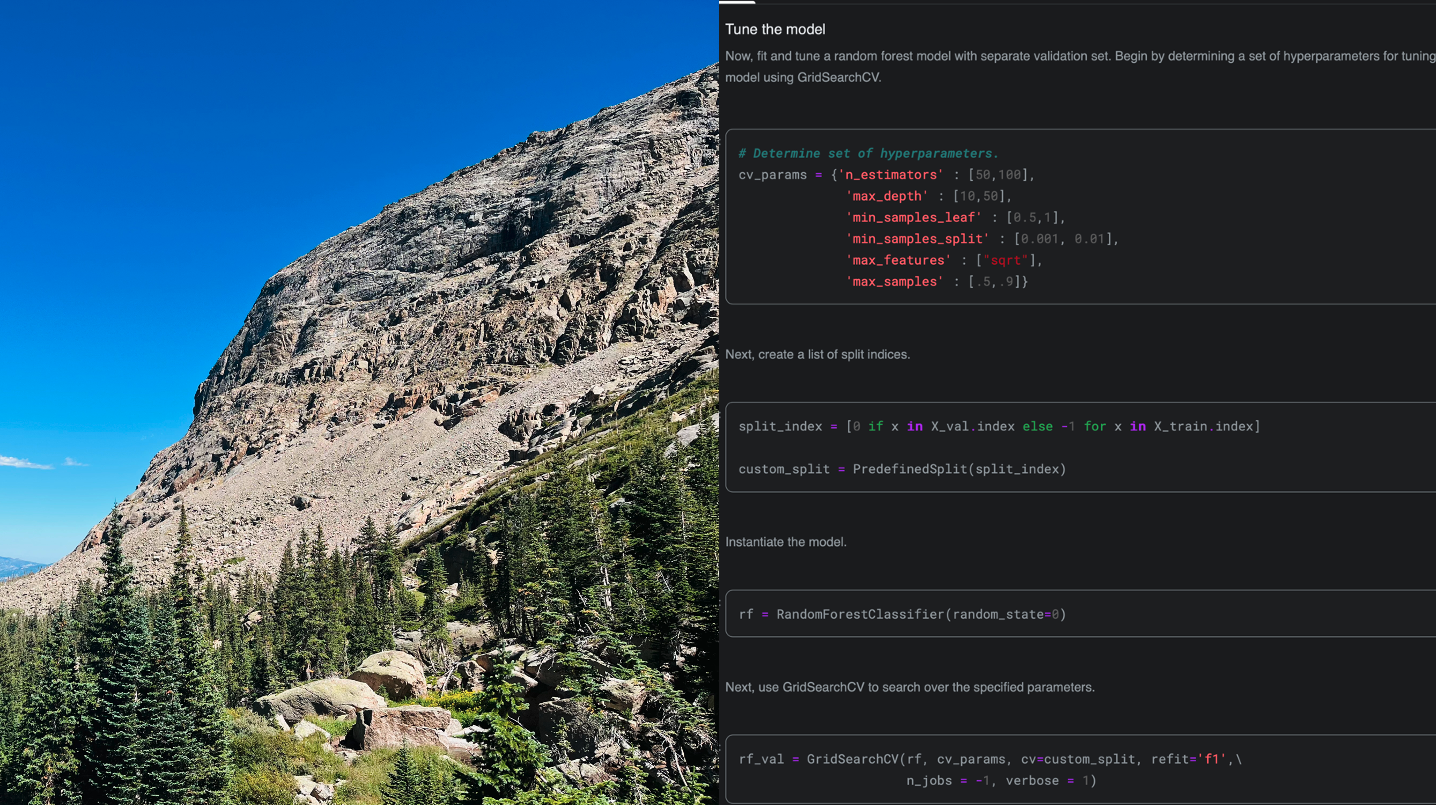 Tune the model
Now, fit and tune a random forest model with separate validation set. Begin by determining a set of hyperparameters for tuning
model using GridSearchCV.
# Determine set of hyperparameters.
cv_params = {'n_estimators' : [50,100],
'max_depth' : [10,50],
'min_samples_leaf' : [0.5,1],
'min_samples_split' : [0.001, 0.01],
'max_features' : ["sqrt"],
'max_samples' : [.5,.9]}
Next, create a list of split indices.
split_index = [0 if x in X_val.index else -1 for x in X_train.index]
custom_split = PredefinedSplit(split_index)
Instantiate the model.
rf = RandomForestClassifier(random_state=0)
Next, use GridSearchCV to search over the specified parameters.
rf_val = GridSearchCV(rf, cv_params, cv=custom_split, refit='f1',\
n_jobs = -1, verbose = 1)